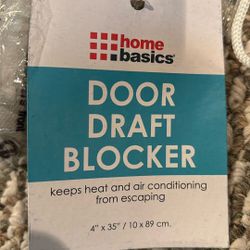 home
basics®
DOOR
DRAFT
BLOCKER
keeps heat and air conditioning
from escaping
4" x 35" / 10 x 89 cm.